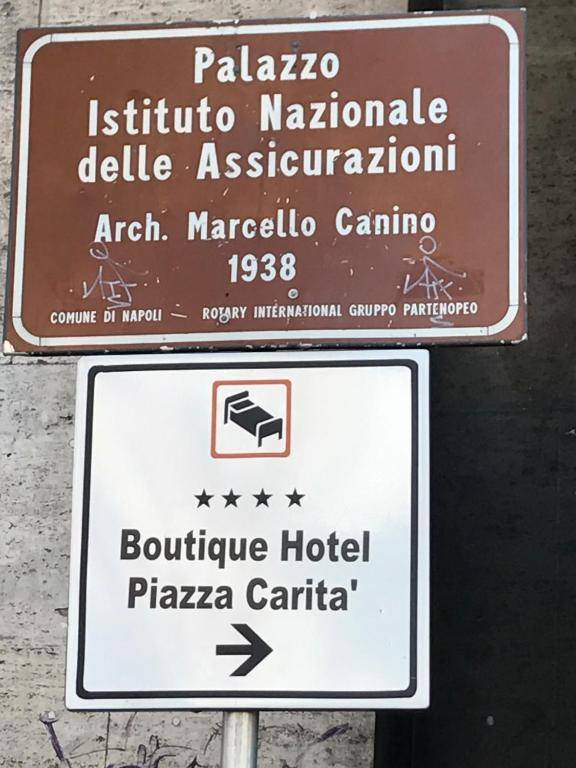 Palazzo
Istituto Nazionale
delle Assicurazioni
Arch. Marcello Canino
1938
COMUNE DI NAPOLI — ROTARY INTERNATIONAL GRUPPO PARTENOPEO
★ ★ ★ ★
Boutique Hotel
Piazza Carita'
→